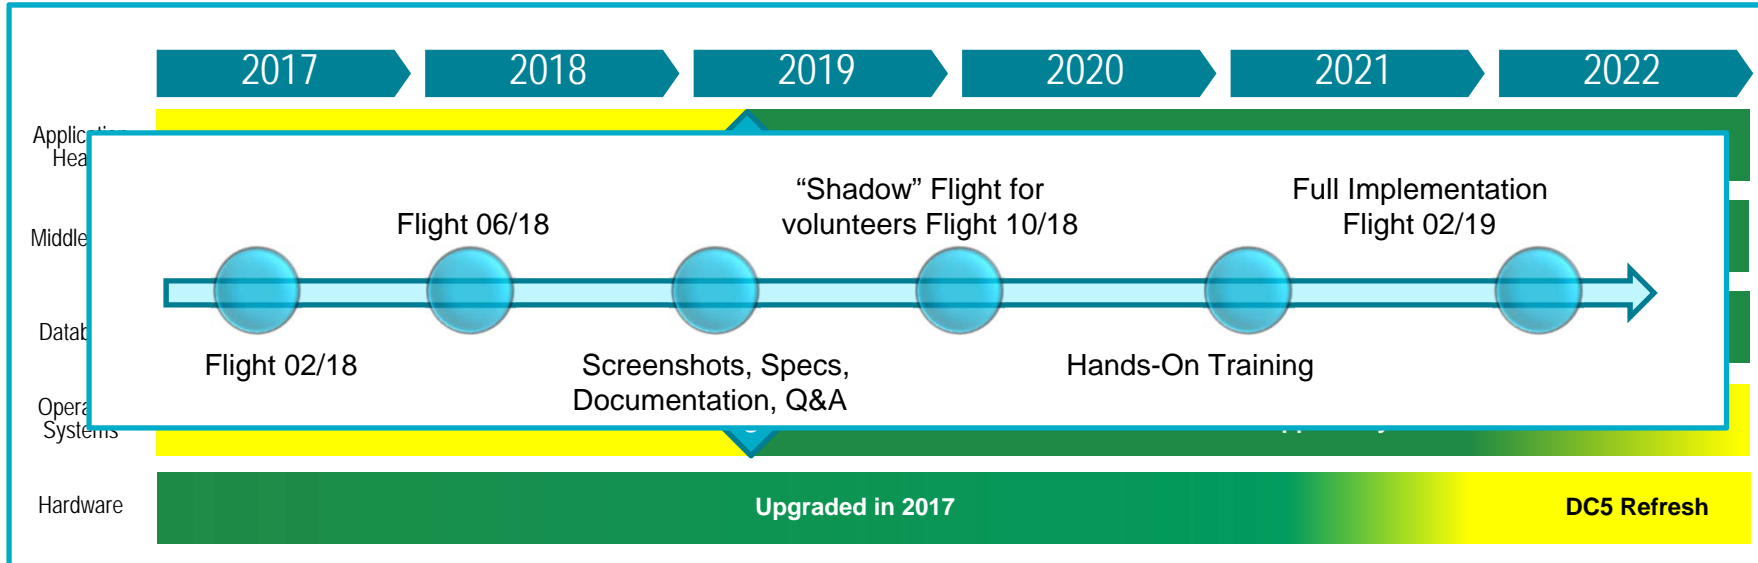 2017
2018
2019
2020
2021
2022
“Shadow” Flight for
volunteers Flight 10/18
Full Implementation
Flight 02/19
Flight 06/18
Flight 02/18
Screenshots, Specs,
Documentation, Q&A
Hands-On Training
Systems
Hardware
Upgraded in 2017
DC5 Refresh